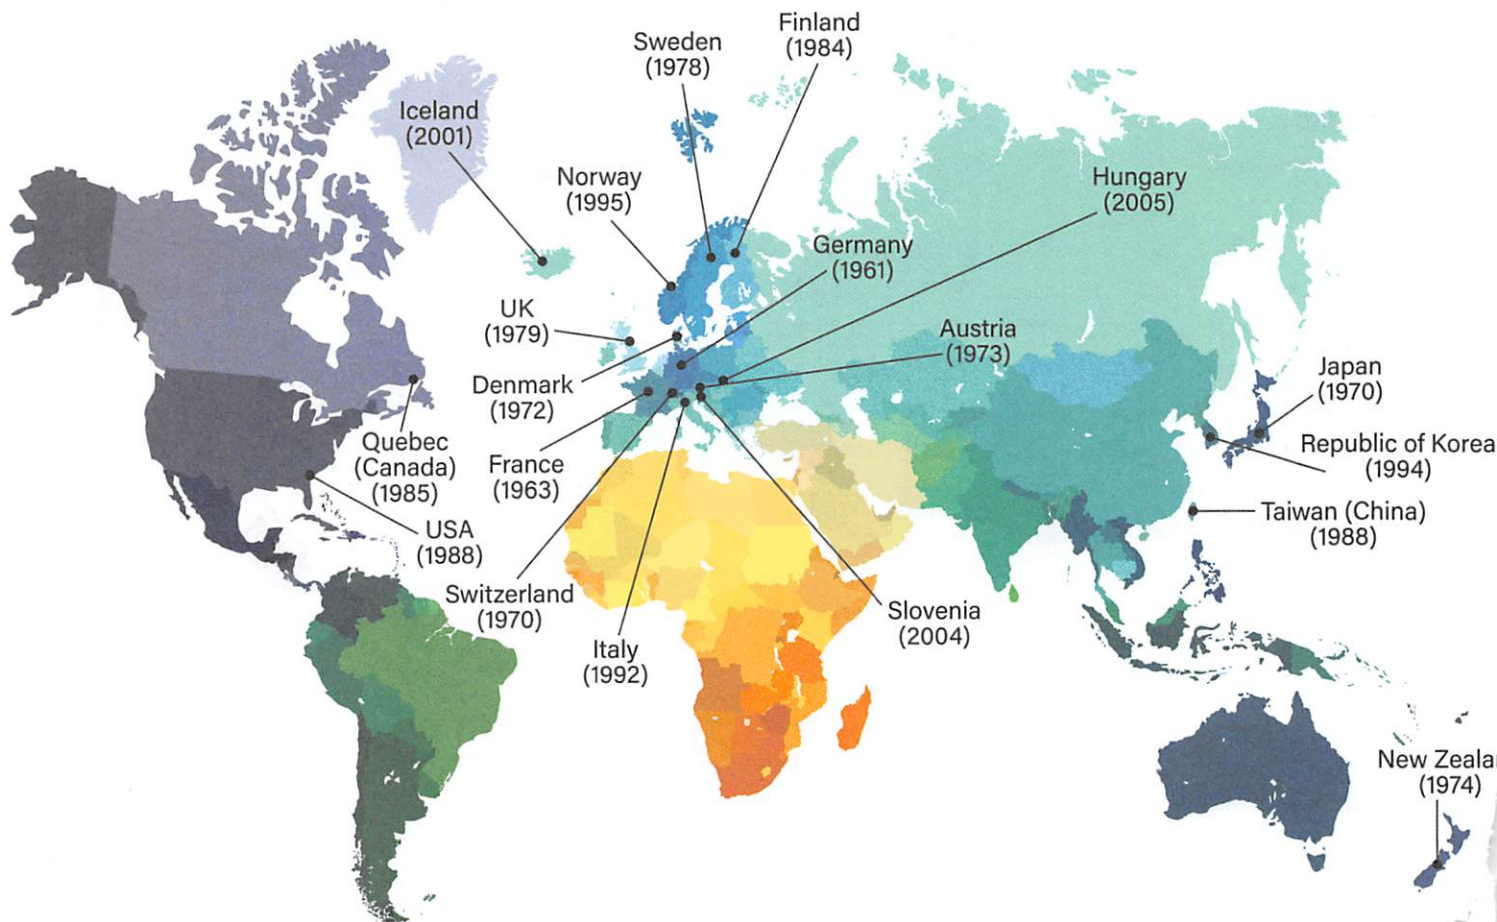 Finland
(1984)
Sweden
(1978)
Iceland
(2001)
Norway
(1995)
Hungary
(2005)
Germany
(1961)
UK
(1979)
Austria
(1973)
Denmark
(1972)
Japan
(1970)
Quebec
(Canada)
(1985)
France
(1963)
Republic of Korea
(1994)
USA
(1988)
Taiwan (China)
(1988)
Switzerland
(1970)
Slovenia
(2004)
Italy
(1992)
New Zeala
(1974)